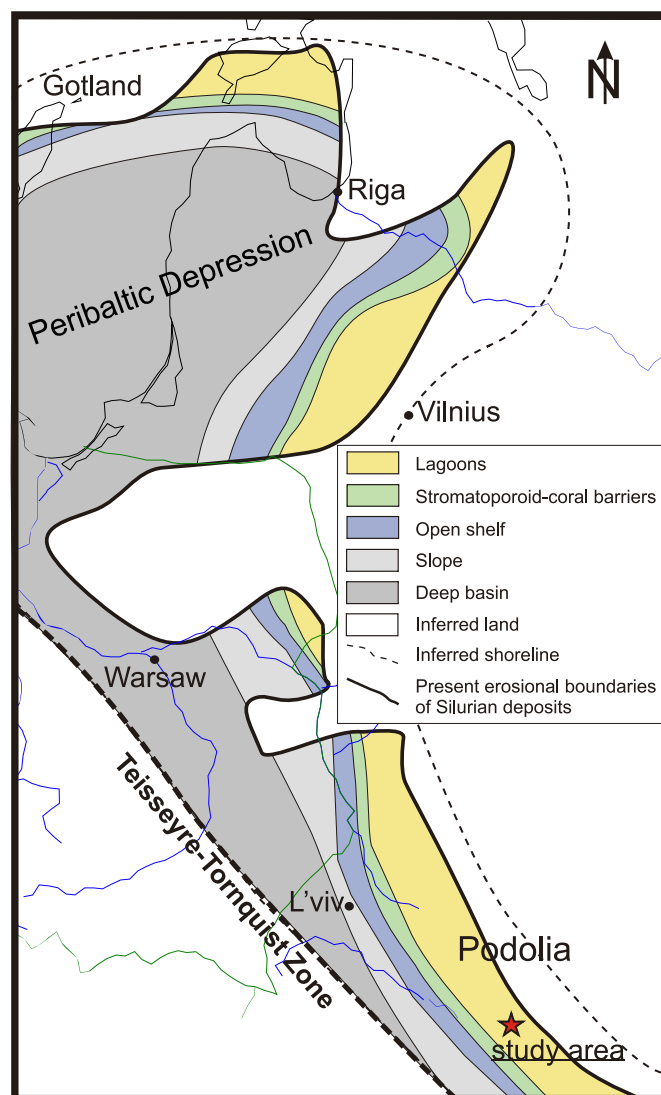 Gotland
N
Riga
Peribaltic Depression
Vilnius
Lagoons
Stromatoporoid-coral barriers
Open shelf
Slope
Deep basin
Inferred land
Inferred shoreline
Present erosional boundaries
of Silurian deposits
Warsaw
Teisseyre-Tornquist Zone
L'viv
Podolia
study area